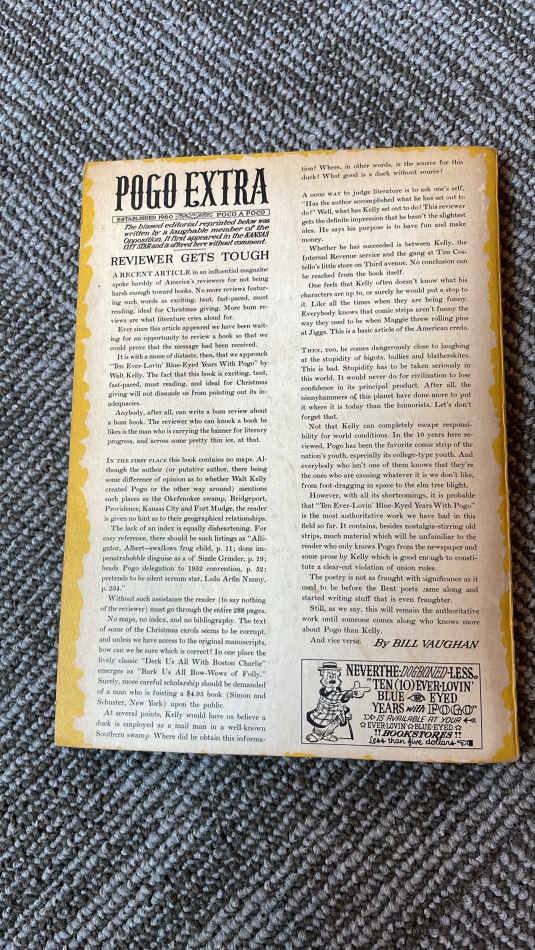 POGO EXTRA
ESTABLISHED 1960 POCO A POCO
The biased editorial reprinted below was
written by a laughable member of the
Opposition. It first appeared in the KANSAS
CITY STAR and is offered here without comment.
REVIEWER GETS TOUGH
A RECENT ARTICLE in an influential magazine
spoke harshly of America's reviewers for not being
harsh enough toward books. No more reviews featur-
ing such words as exciting, taut, fast-paced, must
reading, ideal for Christmas giving. More bum re-
views are what literature cries aloud for.
Ever since this article appeared we have been wait-
ing for an opportunity to review a book so that we
could prove that the message had been received.
It is with a sense of distaste, then, that we approach
"Ten Ever-Lovin' Blue-Eyed Years With Pogo" by
Walt Kelly. The fact that this book is exciting, taut,
fast-paced, must reading, and ideal for Christmas
giving will not dissuade us from pointing out its in-
adequacies.
Anybody, after all, can write a bum review about
a bum book. The reviewer who can knock a book he
likes is the man who is carrying the banner for literary
progress, and across some pretty thin ice, at that.
IN THE FIRST PLACE this book contains no maps. Al-
though the author (or putative author, there being
some difference of opinion as to whether Walt Kelly
created Pogo or the other way around) mentions
such places as the Okefenokee swamp, Bridgeport,
Providence, Kansas City and Fort Mudge, the reader
is given no hint as to their geographical relationships.
The lack of an index is equally disheartening. For
easy reference, there should be such listings as "Alli-
gator, Albert—swallows frog child, p. 11; dons im-
penetrabobble disguise as a of Sizzle Grinder, p. 19;
heads Pogo delegation to 1952 convention, p. 52;
pretends to be silent scream star, Lulu Arfin Nanny,
p. 234."
Without such assistance the reader (to say nothing
of the reviewer) must go through the entire 288 pages.
No maps, no index, and no bibliography. The text
of some of the Christmas carols seems to be corrupt,
and unless we have access to the original manuscripts,
how can we be sure which is correct? In one place the
lively classic "Deck Us All With Boston Charlie"
emerges as "Bark Us All Bow-Wows of Folly."
Surely, more careful scholarship should be demanded
of a man who is foisting a $4.95 book (Simon and
Schuster, New York) upon the public.
At several points, Kelly would have us believe a
duck is employed as a mail man in a well-known
Southern swamp. Where did he obtain this informa-
tion? Where, in other words, is the source for this
duck? What good is a duck without source?
A GOOD WAY to judge literature is to ask one's self,
"Has the author accomplished what he has set out to
do?" Well, what has Kelly set out to do? This reviewer
gets the definite impression that he hasn't the slightest
idea. He says his purpose is to have fun and make
money.
Whether he has succeeded is between Kelly, the
Internal Revenue service and the gang at Tim Cos-
tello's little store on Third avenue. No conclusion can
be reached from the book itself.
One feels that Kelly often doesn't know what his
characters are up to, or surely he would put a stop to
it. Like all the times when they are being funny.
Everybody knows that comic strips aren't funny the
way they used to be when Maggie threw rolling pins
at Jiggs. This is a basic article of the American credo.
THEN, TOO, he comes dangerously close to laughing
at the stupidity of bigots, bullies and blatherskites.
This is bad. Stupidity has to be taken seriously in
this world. It would never do for civilization to lose
confidence in its principal product. After all, the
ninnyhammers of this planet have done more to put
it where it is today than the humorists. Let's don't
forget that.
Not that Kelly can completely escape responsi-
bility for world conditions. In the 10 years here re-
viewed, Pogo has been the favorite comic strip of the
nation's youth, especially its college-type youth. And
everybody who isn't one of them knows that they're
the ones who are causing whatever it is we don't like,
from foot-dragging in space to the elm tree blight.
However, with all its shortcomings, it is probable
that "Ten Ever-Lovin' Blue-Eyed Years With Pogo"
is the most authoritative work we have had in this
field so far. It contains, besides nostalgia-stirring old
strips, much material which will be unfamiliar to the
reader who only knows Pogo from the newspaper and
some prose by Kelly which is good enough to consti-
tute a clear-cut violation of union rules.
The poetry is not as fraught with significance as it
used to be before the Beat poets came along and
started writing stuff that is even fraughter.
Still, as we say, this will remain the authoritative
work until someone comes along who knows more
about Pogo than Kelly.
And vice versa.
By BILL VAUGHAN
NEVERTHE-DOGBONED-LESS,
TEN (10) EVER-LOVIN'
BLUE EYED
YEARS with POGO
IS AVAILABLE AT YOUR
EVER-LOVIN' BLUE-EYED
!! BOOKSTORES !!
Less than five dollars